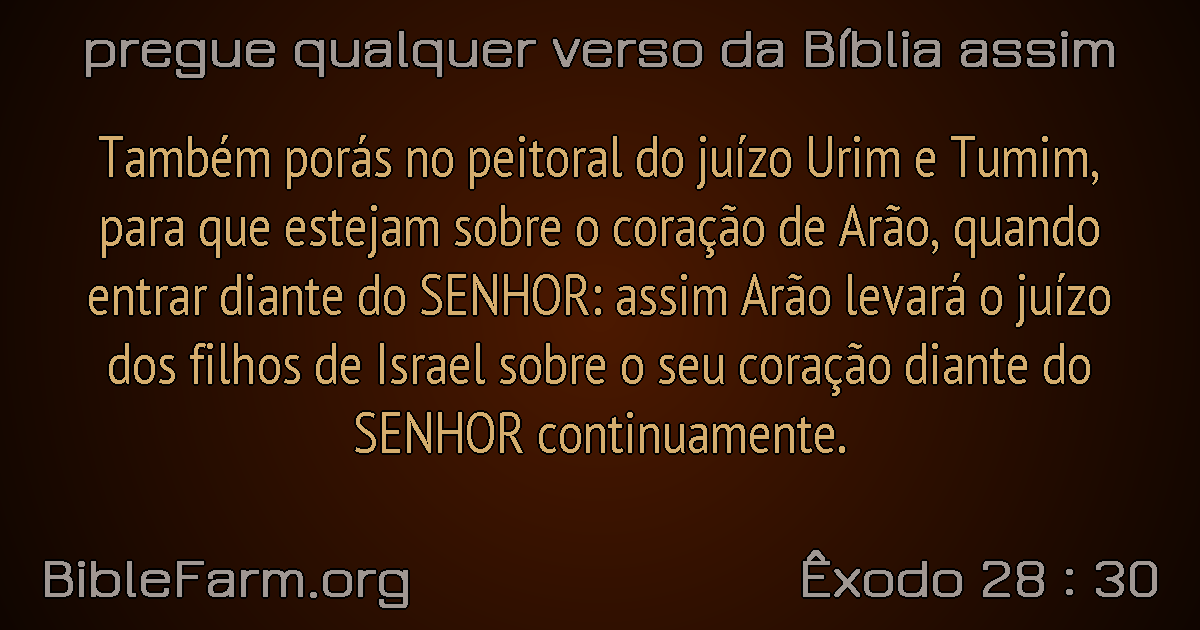 pregue qualquer verso da Bíblia assim
Também porás no peitoral do juízo Urim e Tumim,
para que estejam sobre o coração de Arão, quando
entrar diante do SENHOR: assim Arão levará o juízo
dos filhos de Israel sobre o seu coração diante do
SENHOR continuamente.
BibleFarm.org
Êxodo 28 : 30